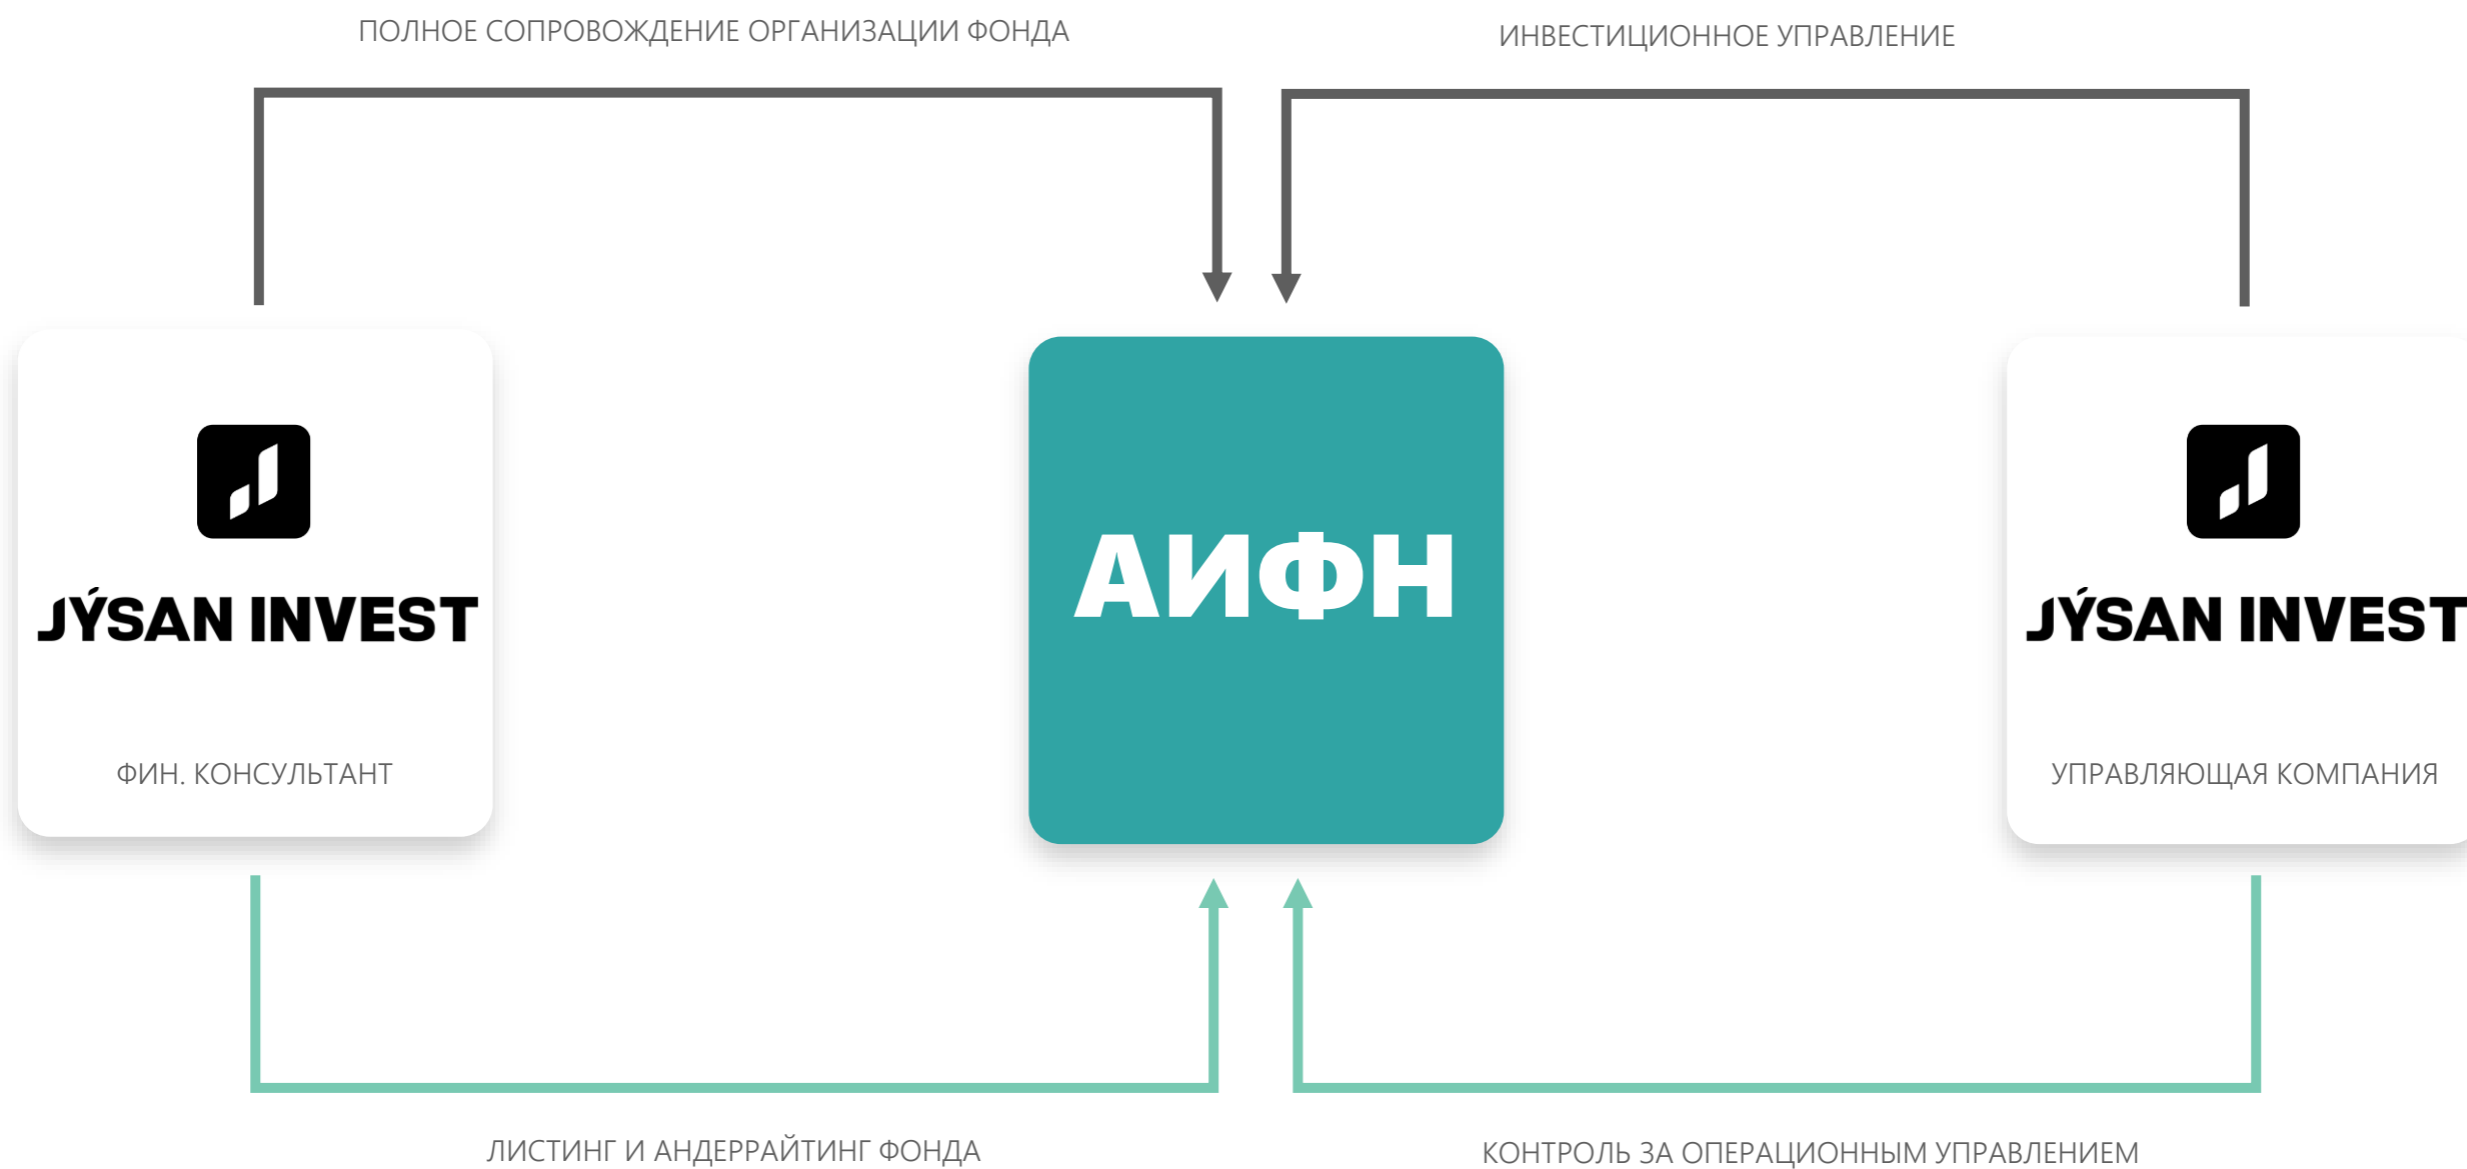 ПОЛНОЕ СОПРОВОЖДЕНИЕ ОРГАНИЗАЦИИ ФОНДА
ИНВЕСТИЦИОННОЕ УПРАВЛЕНИЕ
JÝSAN INVEST
ФИН. КОНСУЛЬТАНТ
АИФН
JÝSAN INVEST
УПРАВЛЯЮЩАЯ КОМПАНИЯ
ЛИСТИНГ И АНДЕРРАЙТИНГ ФОНДА
КОНТРОЛЬ ЗА ОПЕРАЦИОННЫМ УПРАВЛЕНИЕМ